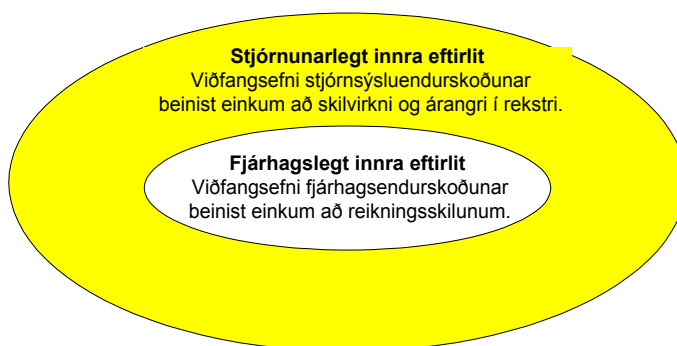 Stjórnunarlegt innra eftirlit
Viðfangsefni stjórnsýsluendurskoðunar
beinist einkum að skilvirkni og árangri í rekstri.
Fjárhagslegt innra eftirlit
Viðfangsefni fjárhagsendurskoðunar
beinist einkum að reikningsskilunum.